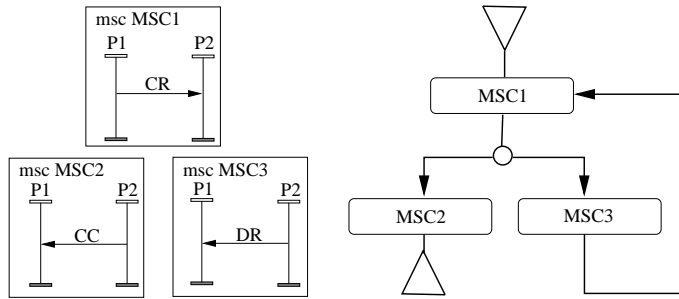 msc MSC1
P1 P2
CR
msc MSC2
P1 P2
CC
msc MSC3
P1 P2
DR
MSC1
MSC2
MSC3